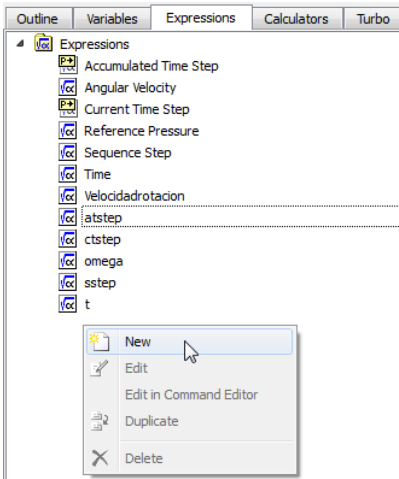 Outline Variables Expressions Calculators Turbo
Expressions
Accumulated Time Step
Angular Velocity
Current Time Step
Reference Pressure
Sequence Step
Time
Velocidadrotacion
atstep
ctstep
omega
sstep
t
New
Edit
Edit in Command Editor
Duplicate
Delete